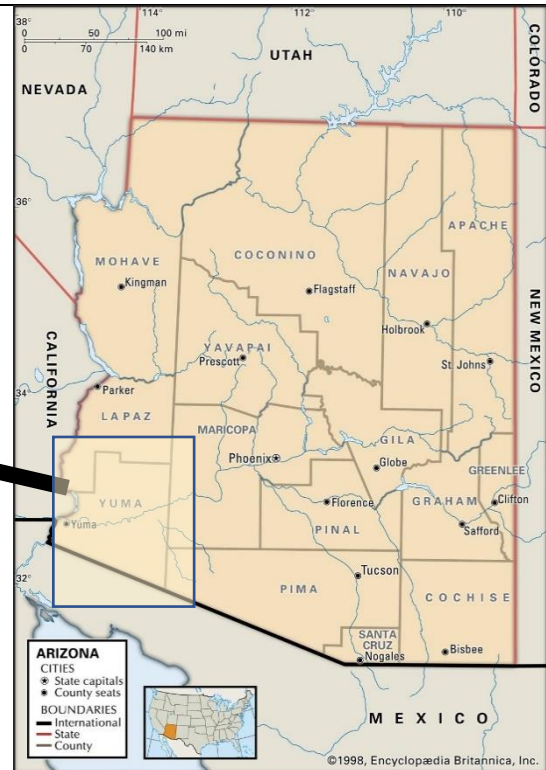 114°
112°
110°
38°
0 50 100 mi
0 70 140 km
UTAH
COLORADO
NEVADA
36°
APACHE
MOHAVE
COCONINO
NAVAJO
Kingman
Flagstaff
NEW MEXICO
Holbrook
CALIFORNIA
YAVAPAI
Prescott
St. Johns
34°
Parker
LA PAZ
MARICOPA
GILA
Phoenix
Globe
GREENLEE
YUMA
Florence
GRAHAM
Clifton
Yuma
PINAL
Safford
32°
Tucson
PIMA
COCHISE
SANTA
CRUZ
Nogales
Bisbee
ARIZONA
CITIES
State capitals
County seats
BOUNDARIES
International
State
County
MEXICO
©1998, Encyclopædia Britannica, Inc.